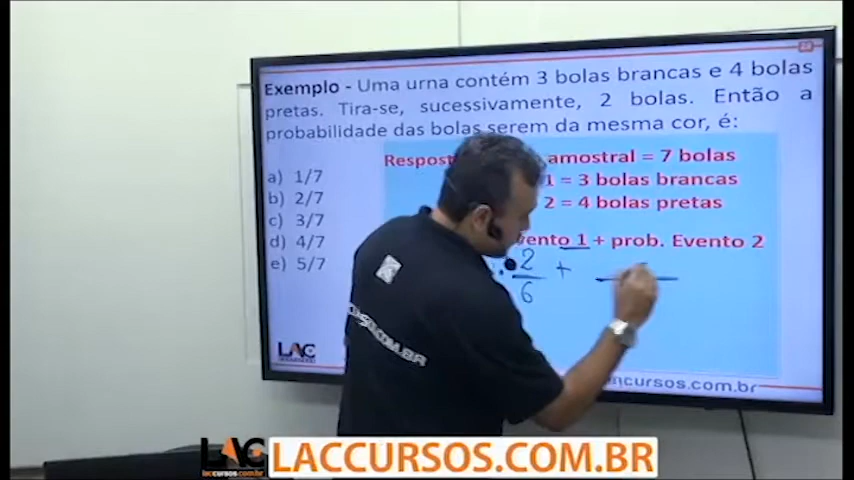 Exemplo - Uma urna contém 3 bolas brancas e 4 bolas
pretas. Tira-se, sucessivamente, 2 bolas. Então a
probabilidade das bolas serem da mesma cor, é:
a) 1/7
b) 2/7
c) 3/7
d) 4/7
e) 5/7
amostral = 7 bolas
1 = 3 bolas brancas
2 = 4 bolas pretas
1 + prob. Evento 2
2
+
6
LAC
LAC
laccursos.com.br
LACCURSOS.COM.BR